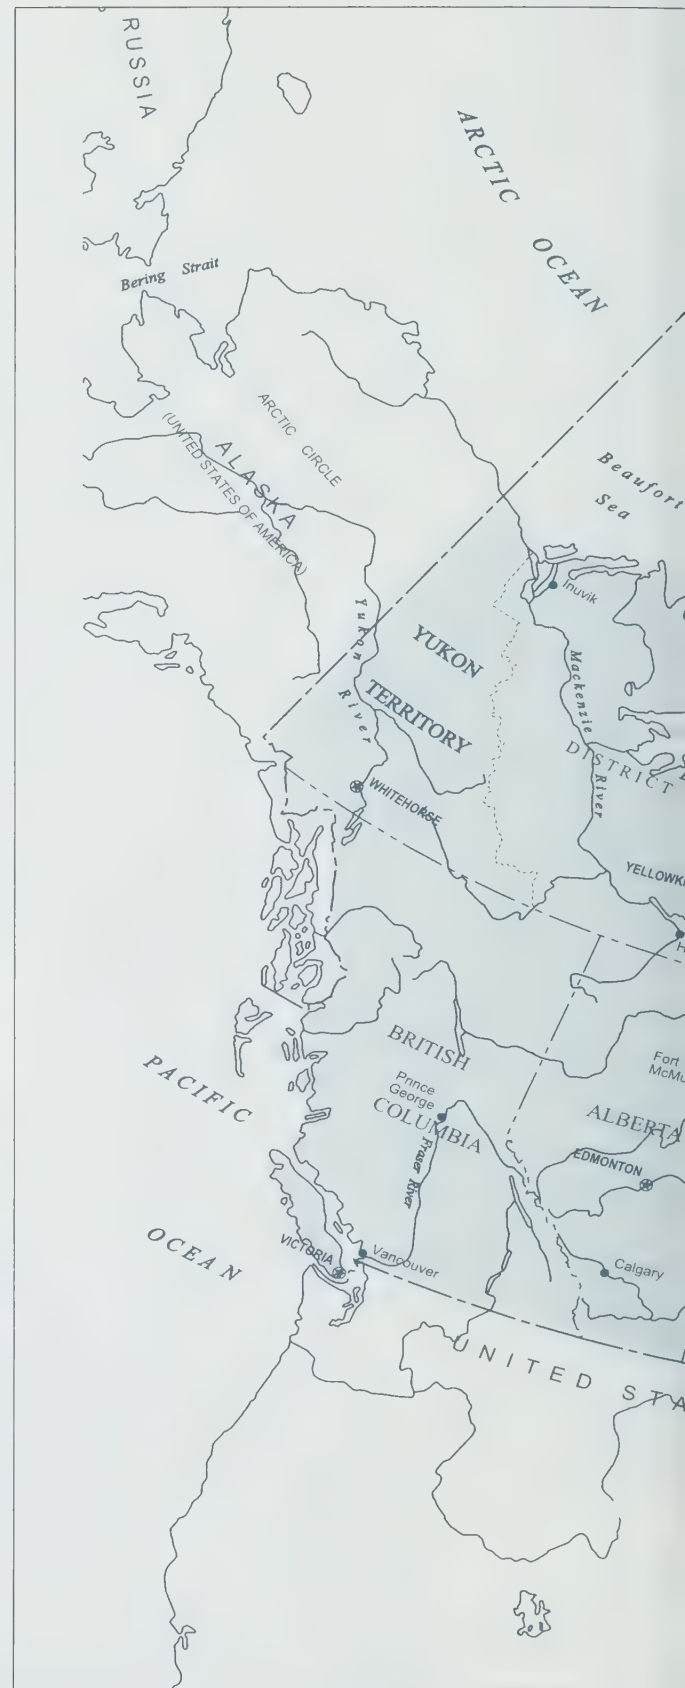 RUSSIA
ARCTIC OCEAN
Bering Strait
ARCTIC CIRCLE
ALASKA
(UNITED STATES OF AMERICA)
Beaufort
Sea
Inuvik
Yukon River
YUKON
TERRITORY
Mackenzie River
DISTRICT
WHITEHORSE
YELLOWK
H
BRITISH
COLUMBIA
Prince
George
Fort
McMu
ALBERTA
EDMONTON
Fraser River
PACIFIC
OCEAN
VICTORIA
Vancouver
Calgary
UNITED STA